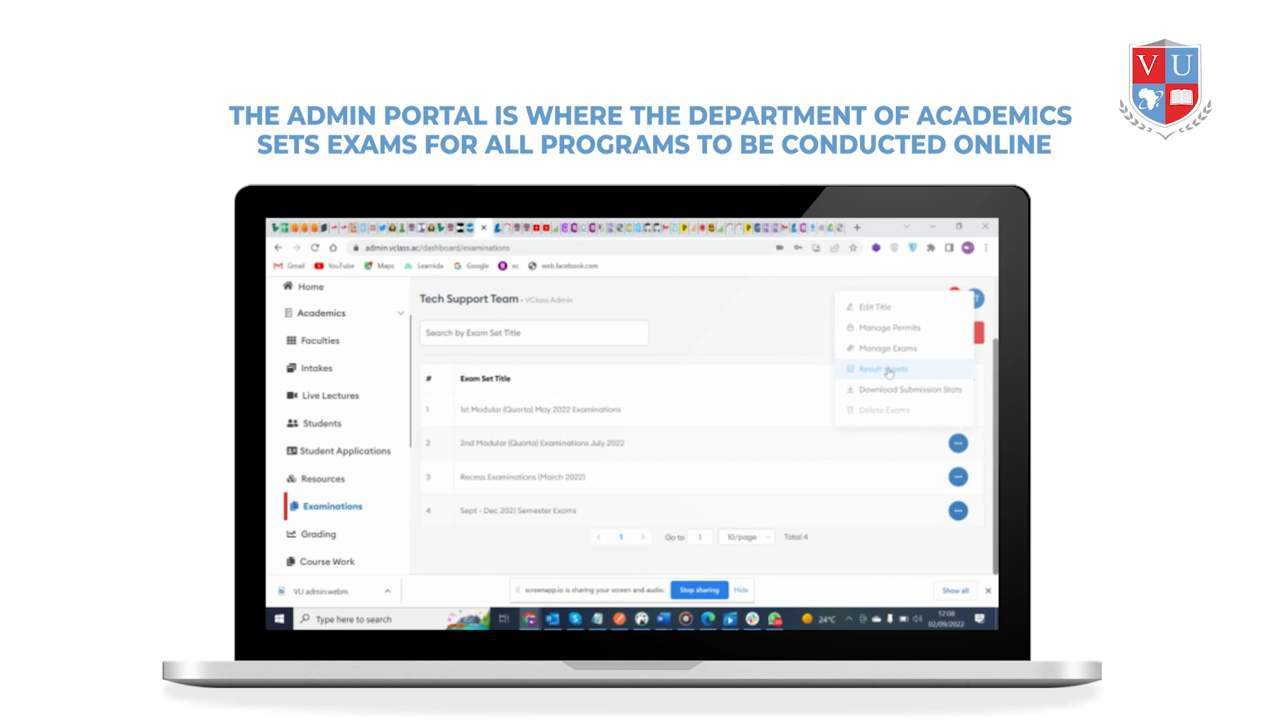 THE ADMIN PORTAL IS WHERE THE DEPARTMENT OF ACADEMICS
SETS EXAMS FOR ALL PROGRAMS TO BE CONDUCTED ONLINE
V U
admin.vclass.ac/dashboard/examinations
Gmail YouTube Maps Learnida Google ac web.facebook.com
Home
Academics
Faculties
Intakes
Live Lectures
Students
Student Applications
Resources
Examinations
Grading
Course Work
Tech Support Team - VClass Admin
Search by Exam Set Title
# Exam Set Title
1 1st Modular (Quorta) May 2022 Examinations
2 2nd Modular (Quorta) Examinations July 2022
3 Recess Examinations (March 2022)
4 Sept - Dec 2021 Semester Exams
Edit Title
Manage Permits
Manage Exams
Result
Download Submission Stats
Delete Exams
1 Go to 1 10/page Total 4
VU admin.webm
screenapp.io is sharing your screen and audio. Stop sharing Hide
Show all
Type here to search
24°C
12:08
02/09/2022